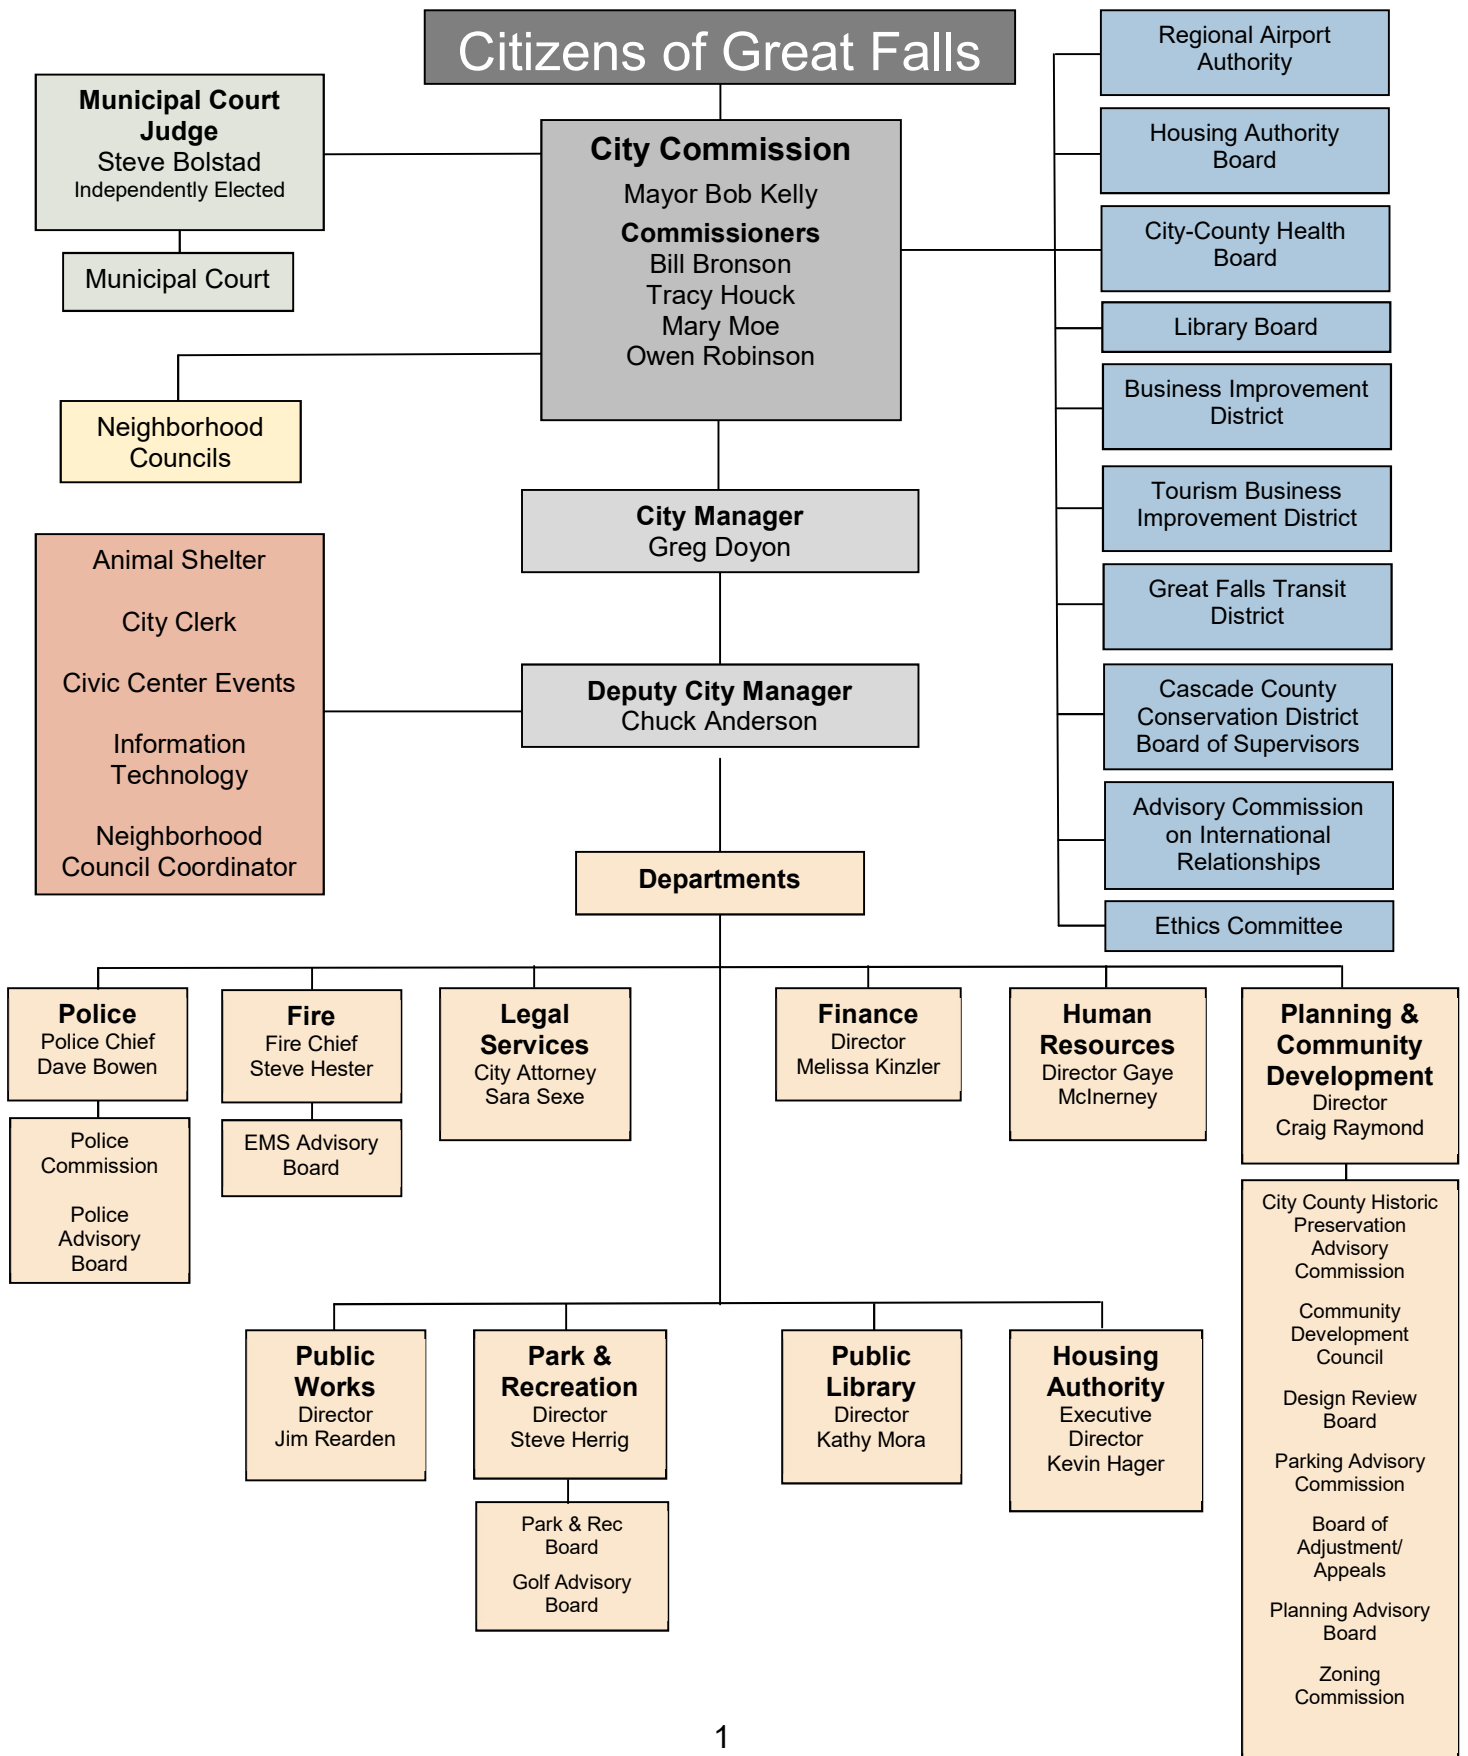 Citizens of Great Falls
Municipal Court
Judge
Steve Bolstad
Independently Elected
Municipal Court
City Commission
Mayor Bob Kelly
Commissioners
Bill Bronson
Tracy Houck
Mary Moe
Owen Robinson
Neighborhood
Councils
City Manager
Greg Doyon
Deputy City Manager
Chuck Anderson
Animal Shelter
City Clerk
Civic Center Events
Information
Technology
Neighborhood
Council Coordinator
Regional Airport
Authority
Housing Authority
Board
City-County Health
Board
Library Board
Business Improvement
District
Tourism Business
Improvement District
Great Falls Transit
District
Cascade County
Conservation District
Board of Supervisors
Advisory Commission
on International
Relationships
Ethics Committee
Departments
Police
Police Chief
Dave Bowen
Police
Commission
Police
Advisory
Board
Fire
Fire Chief
Steve Hester
EMS Advisory
Board
Legal
Services
City Attorney
Sara Sexe
Finance
Director
Melissa Kinzler
Human
Resources
Director Gaye
McInerney
Planning &
Community
Development
Director
Craig Raymond
City County Historic
Preservation
Advisory
Commission
Community
Development
Council
Design Review
Board
Parking Advisory
Commission
Board of
Adjustment/
Appeals
Planning Advisory
Board
Zoning
Commission
Public
Works
Director
Jim Rearden
Park &
Recreation
Director
Steve Herrig
Park & Rec
Board
Golf Advisory
Board
Public
Library
Director
Kathy Mora
Housing
Authority
Executive
Director
Kevin Hager
1